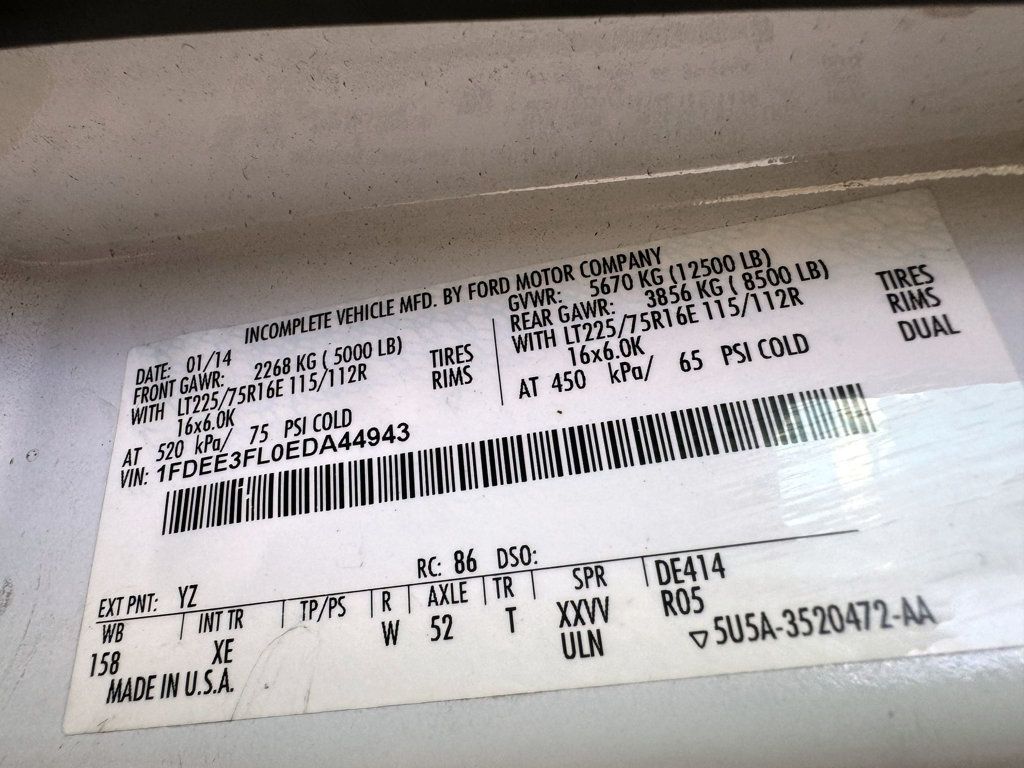 INCOMPLETE VEHICLE MFD. BY FORD MOTOR COMPANY
DATE: 01/14
FRONT GAWR: 2268 KG ( 5000 LB)
WITH LT225/75R16E 115/112R TIRES
16x6.0K RIMS
AT 520 kPa/ 75 PSI COLD
GVWR: 5670 KG (12500 LB)
REAR GAWR: 3856 KG ( 8500 LB)
WITH LT225/75R16E 115/112R TIRES
16x6.0K RIMS
AT 450 kPa/ 65 PSI COLD DUAL
VIN: 1FDEE3FL0EDA44943
EXT PNT: YZ RC: 86 DSO:
WB INT TR TP/PS R AXLE TR SPR DE414
158 XE W 52 T XXVV R05
ULN ▽5U5A-3520472-AA
MADE IN U.S.A.